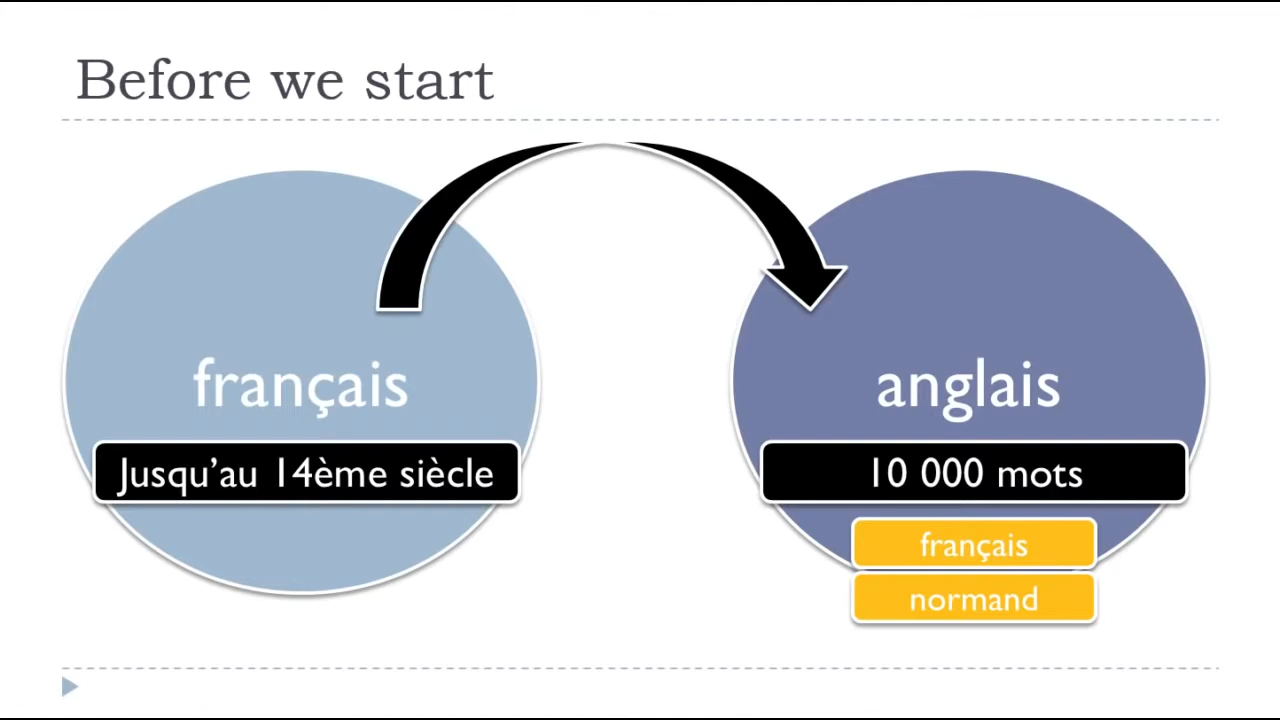 Before we start
français
Jusqu'au 14ème siècle
anglais
10 000 mots
français
normand